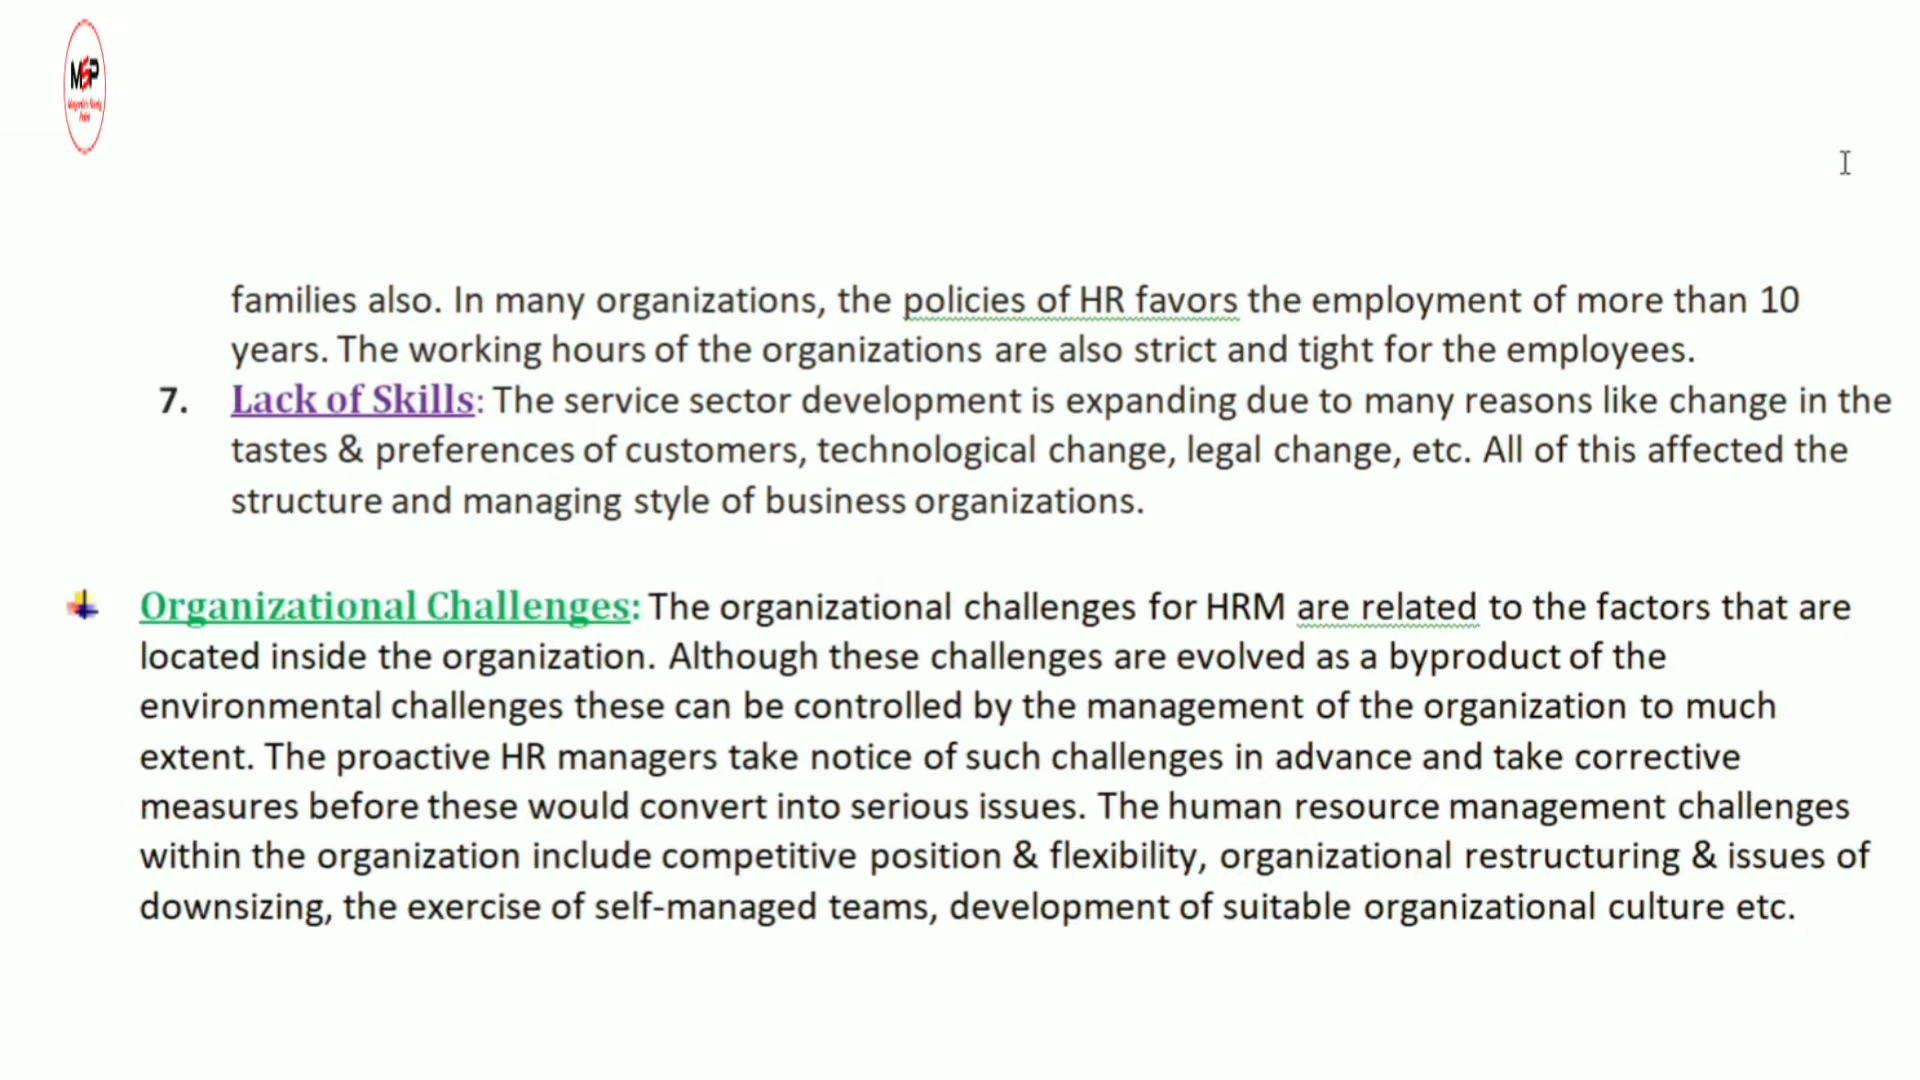 MSP
families also. In many organizations, the policies of HR favors the employment of more than 10
years. The working hours of the organizations are also strict and tight for the employees.
7. Lack of Skills: The service sector development is expanding due to many reasons like change in the
tastes & preferences of customers, technological change, legal change, etc. All of this affected the
structure and managing style of business organizations.
Organizational Challenges: The organizational challenges for HRM are related to the factors that are
located inside the organization. Although these challenges are evolved as a byproduct of the
environmental challenges these can be controlled by the management of the organization to much
extent. The proactive HR managers take notice of such challenges in advance and take corrective
measures before these would convert into serious issues. The human resource management challenges
within the organization include competitive position & flexibility, organizational restructuring & issues of
downsizing, the exercise of self-managed teams, development of suitable organizational culture etc.